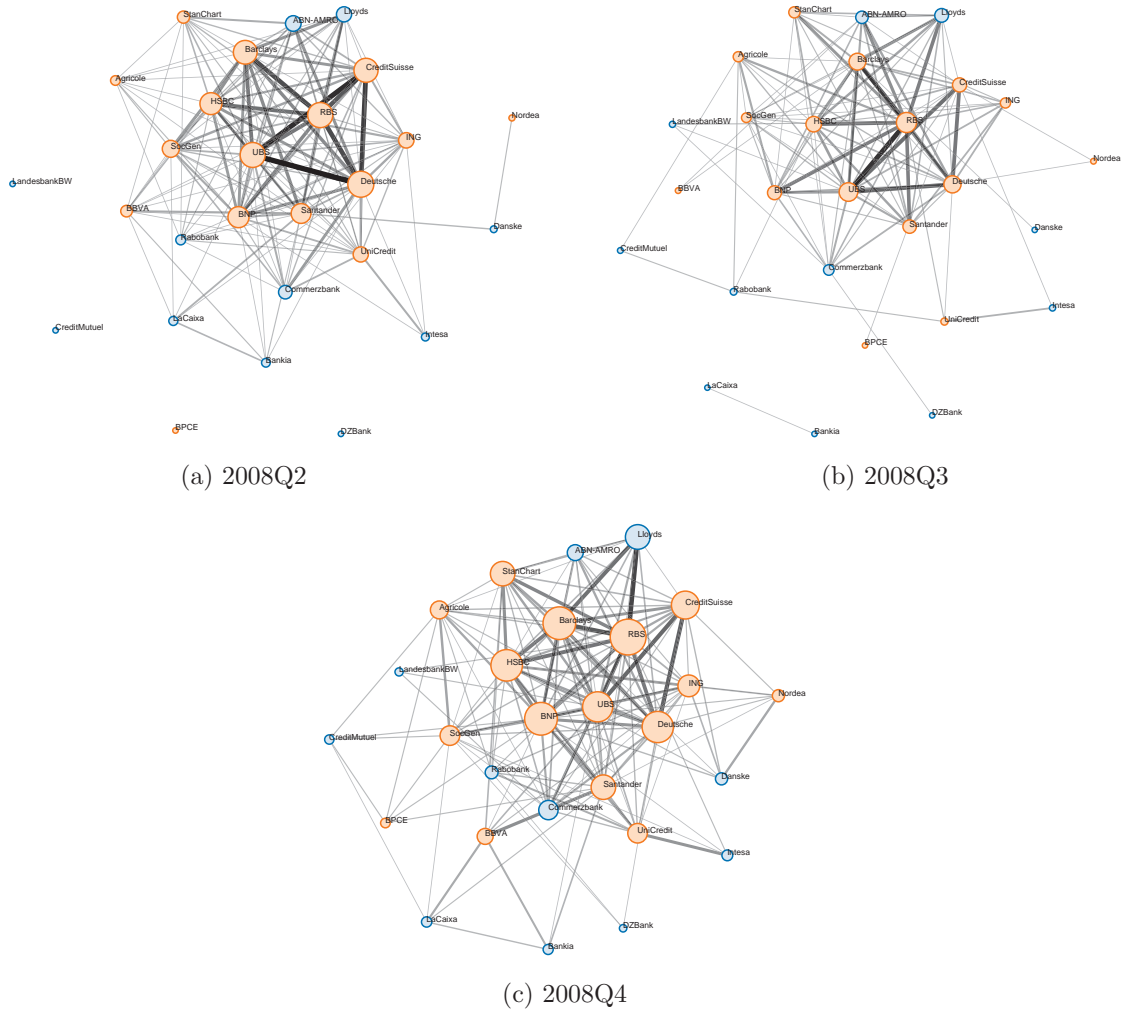 StanChart
ABN-AMRO
Lloyds
Barclays
CreditSuisse
Agricole
HSBC
RBS
Nordea
ING
SocGen
UBS
LandesbankBW
Deutsche
BBVA
BNP
Santander
Danske
Rabobank
UniCredit
Commerzbank
LaCaixa
CreditMutuel
Intesa
Bankia
BPCE
DZBank
(a) 2008Q2
StanChart
ABN-AMRO
Lloyds
Agricole
Barclays
CreditSuisse
ING
SocGen
LandesbankBW
HSBC
RBS
Nordea
BBVA
BNP
UBS
Deutsche
Santander
Danske
CreditMutuel
Commerzbank
Rabobank
Intesa
UniCredit
BPCE
LaCaixa
DZBank
Bankia
(b) 2008Q3
Lloyds
ABN-AMRO
StanChart
CreditSuisse
Agricole
Barclays
RBS
LandesbankBW
HSBC
ING
Nordea
BNP
UBS
Deutsche
CreditMutuel
SocGen
Rabobank
Danske
Santander
Commerzbank
BPCE
BBVA
UniCredit
Intesa
LaCaixa
DZBank
Bankia
(c) 2008Q4